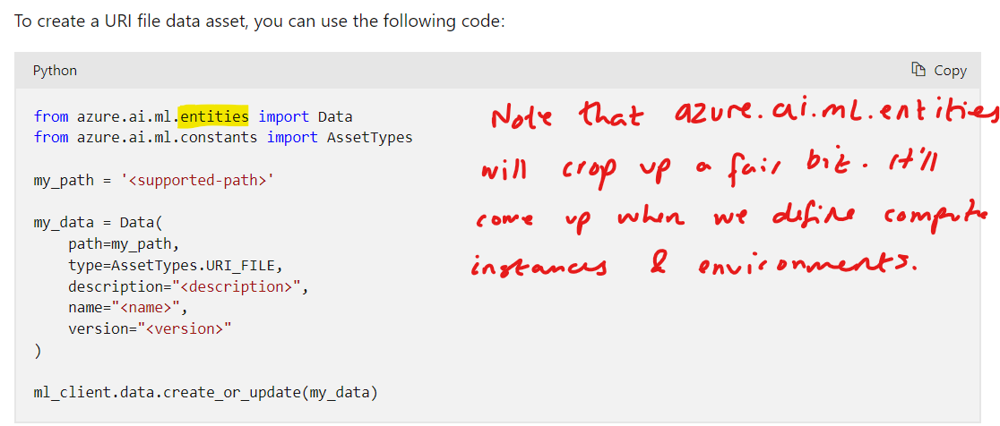 To create a URI file data asset, you can use the following code:
Python
Copy
from azure.ai.ml.entities import Data
from azure.ai.ml.constants import AssetTypes
my_path = '<supported-path>'
my_data = Data(
    path=my_path,
    type=AssetTypes.URI_FILE,
    description="<description>",
    name="<name>",
    version="<version>"
)
ml_client.data.create_or_update(my_data)
Note that azure.ai.mL.entities
will crop up a fair bit. It'll
come up when we define compute
instances & environments.